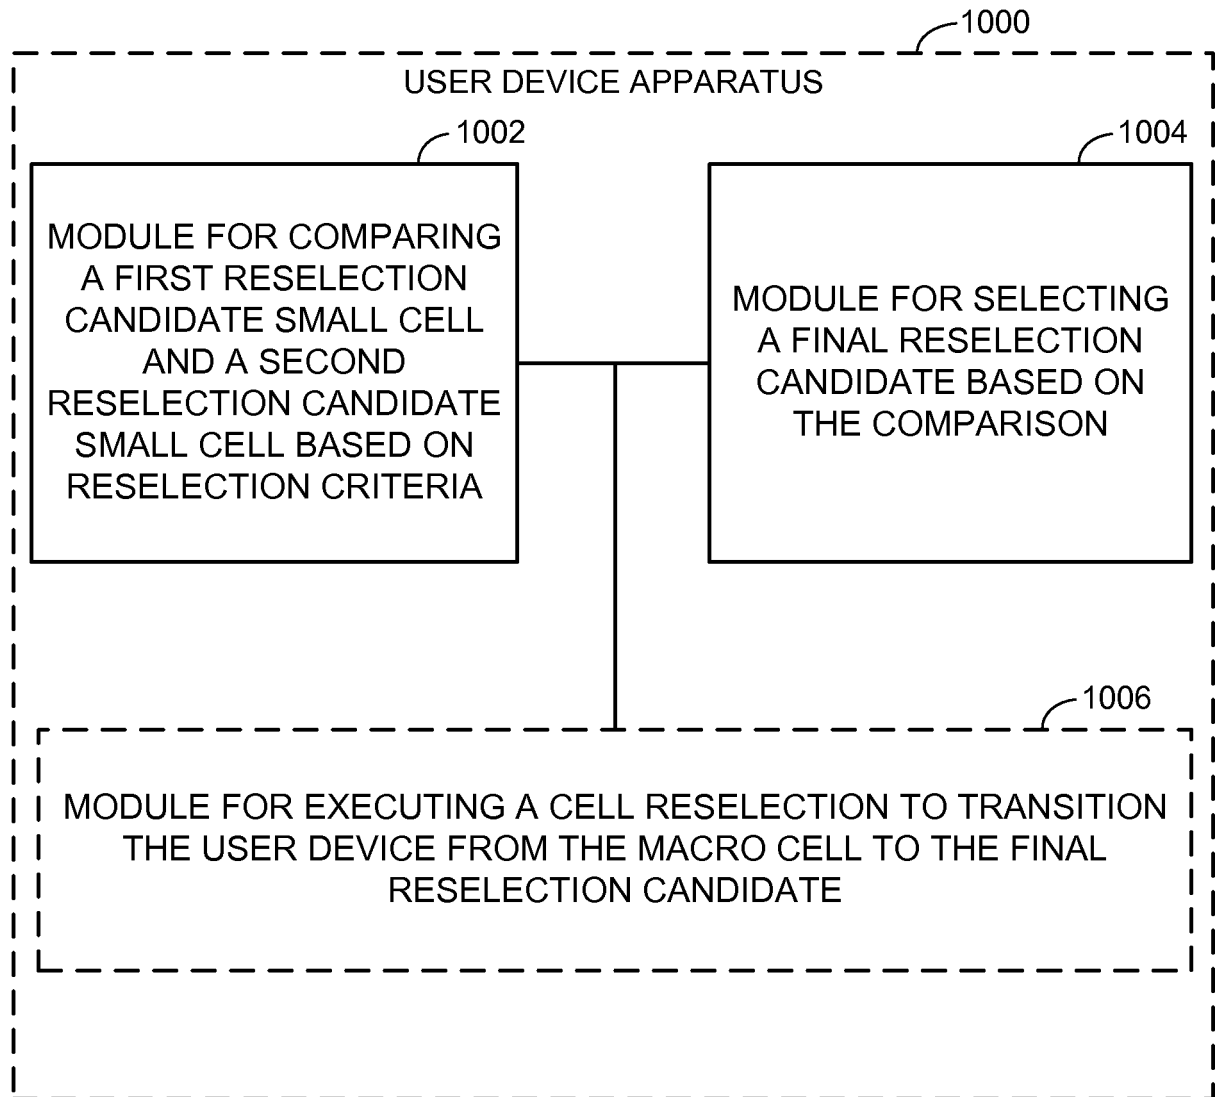 1000
USER DEVICE APPARATUS
1002
MODULE FOR COMPARING
A FIRST RESELECTION
CANDIDATE SMALL CELL
AND A SECOND
RESELECTION CANDIDATE
SMALL CELL BASED ON
RESELECTION CRITERIA
1004
MODULE FOR SELECTING
A FINAL RESELECTION
CANDIDATE BASED ON
THE COMPARISON
1006
MODULE FOR EXECUTING A CELL RESELECTION TO TRANSITION
THE USER DEVICE FROM THE MACRO CELL TO THE FINAL
RESELECTION CANDIDATE